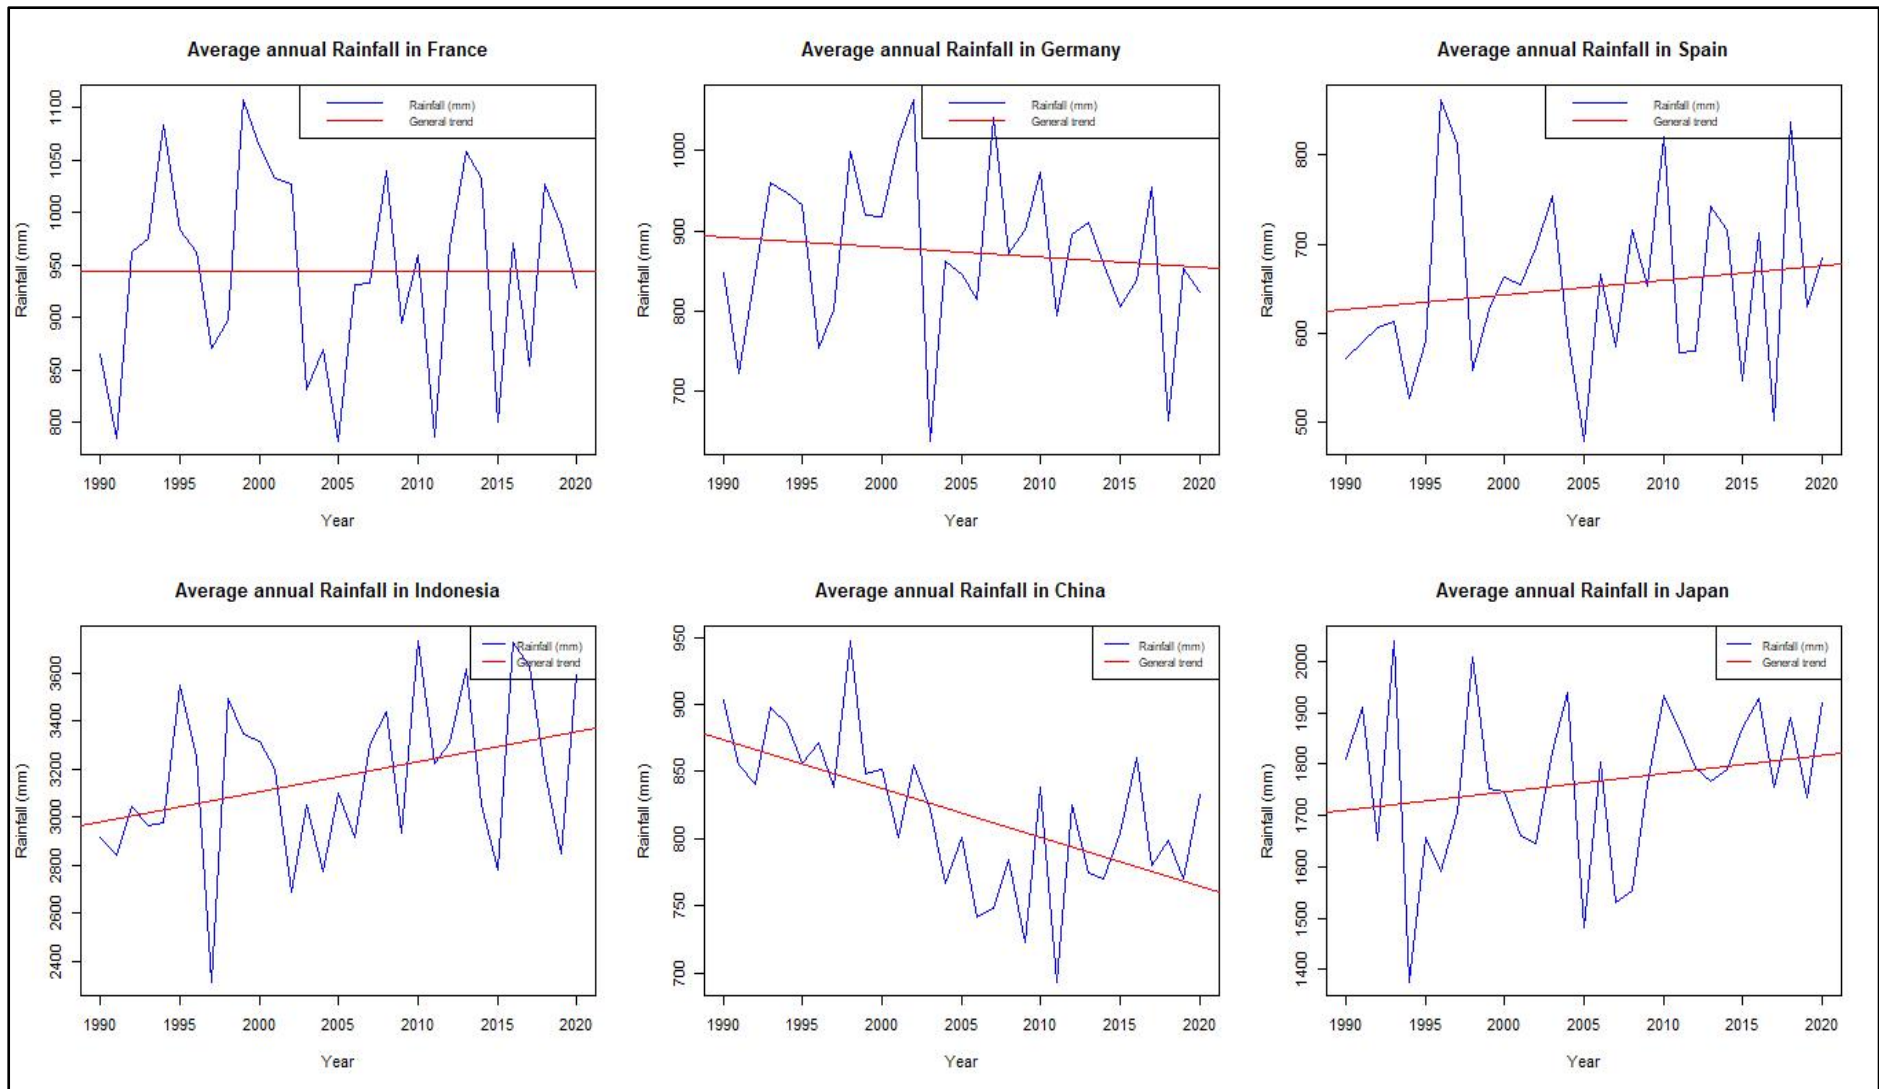 Average annual Rainfall in France
Rainfall (mm)
General trend
Rainfall (mm)
1100
1050
1000
950
900
850
800
1990 1995 2000 2005 2010 2015 2020
Year
Average annual Rainfall in Germany
Rainfall (mm)
General trend
Rainfall (mm)
1000
900
800
700
1990 1995 2000 2005 2010 2015 2020
Year
Average annual Rainfall in Spain
Rainfall (mm)
General trend
Rainfall (mm)
800
700
600
500
1990 1995 2000 2005 2010 2015 2020
Year
Average annual Rainfall in Indonesia
Rainfall (mm)
General trend
Rainfall (mm)
3600
3400
3200
3000
2800
2600
2400
1990 1995 2000 2005 2010 2015 2020
Year
Average annual Rainfall in China
Rainfall (mm)
General trend
Rainfall (mm)
950
900
850
800
750
700
1990 1995 2000 2005 2010 2015 2020
Year
Average annual Rainfall in Japan
Rainfall (mm)
General trend
Rainfall (mm)
2000
1900
1800
1700
1600
1500
1400
1990 1995 2000 2005 2010 2015 2020
Year